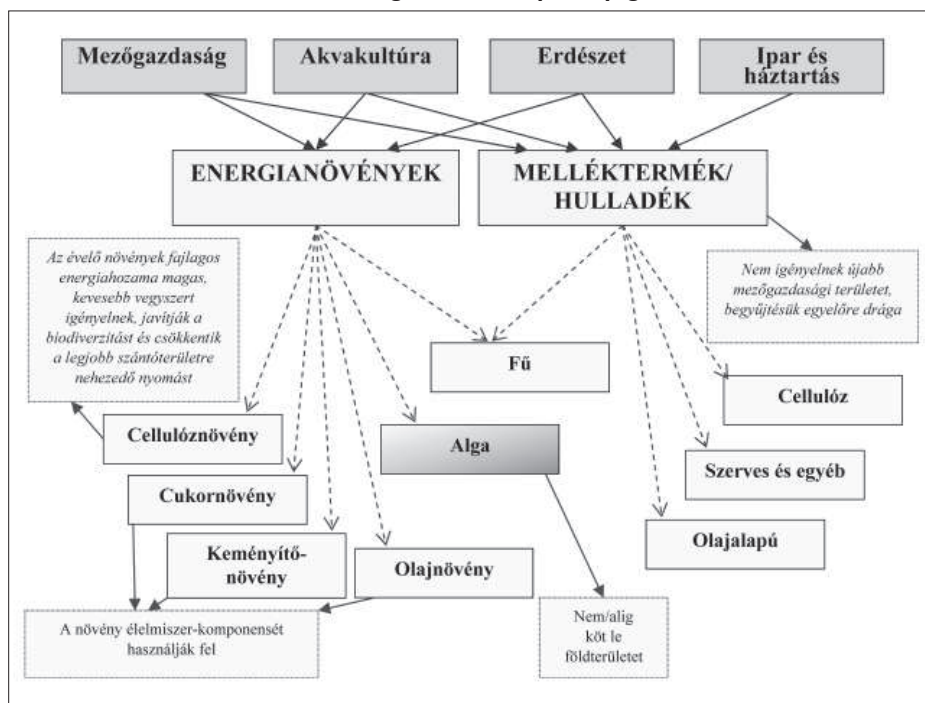 Mezőgazdaság
Akvakultúra
Erdészet
Ipar és
háztartás
ENERGIANÖVÉNYEK
MELLÉKTERMÉK/
HULLADÉK
Az évelő növények fajlagos
energiahozama magas,
kevesebb vegyszert
igényelnek, javítják a
biodiverzitást és csökkentik
a legjobb szántóterületre
nehezedő nyomást
Nem igényelnek újabb
mezőgazdasági területet,
begyűjtésük egyelőre drága
Fű
Cellulóz
Cellulóznövény
Alga
Szerves és egyéb
Cukornövény
Olajalapú
Keményítő-
növény
Olajnövény
A növény élelmiszer-komponensét
használják fel
Nem/alig
köt le
földterületet